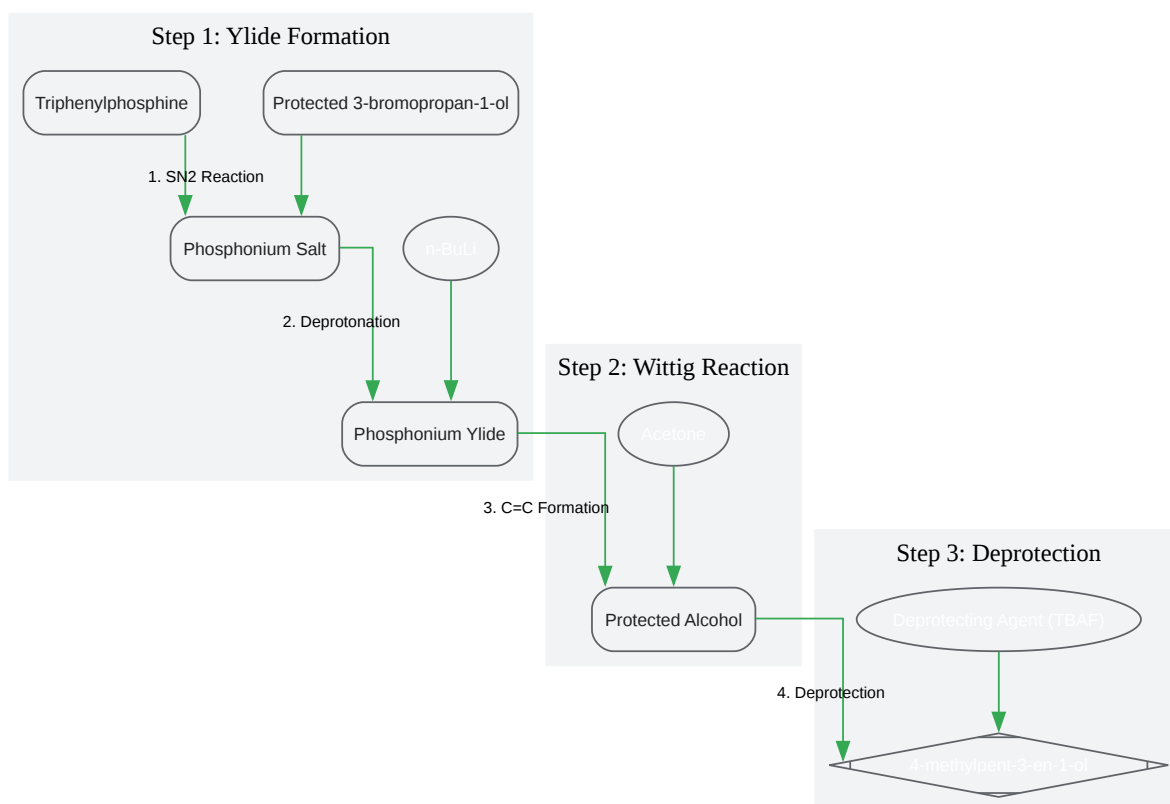 Step 1: Ylide Formation
Triphenylphosphine
Protected 3-bromopropan-1-ol
1. SN2 Reaction
Phosphonium Salt
n-BuLi
2. Deprotonation
Step 2: Wittig Reaction
Phosphonium Ylide
Acetone
3. C=C Formation
Step 3: Deprotection
Protected Alcohol
Deprotecting Agent (TBAF)
4. Deprotection
4-methylpent-3-en-1-ol